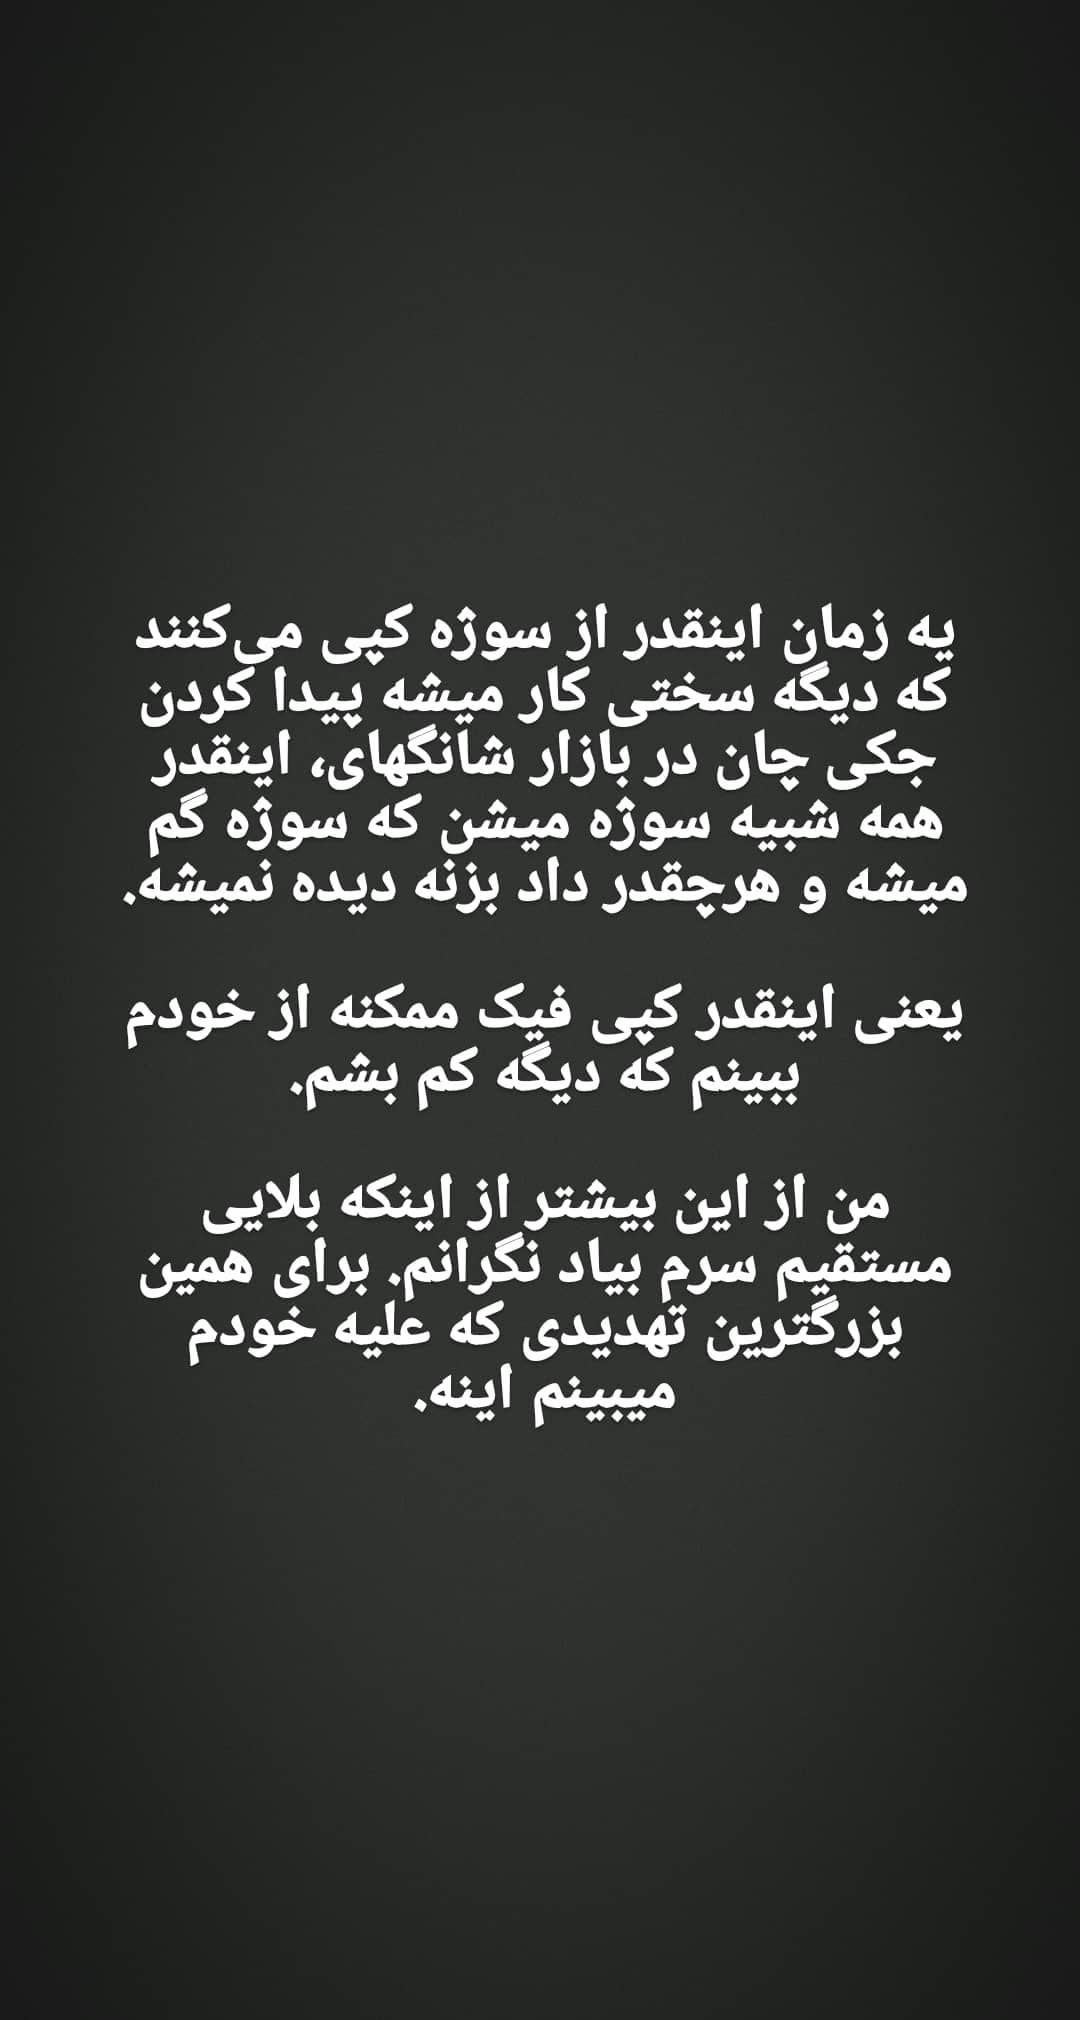 یه زمان اینقدر از سوژه کپی می‌کنند
که دیگه سختی کار میشه پیدا کردن
جکی چان در بازار شانگهای، اینقدر
همه شبیه سوژه میشن که سوژه گم
میشه و هرچقدر داد بزنه دیده نمیشه.
یعنی اینقدر کپی فیک ممکنه از خودم
ببینم که دیگه کم بشم.
من از این بیشتر از اینکه بلایی
مستقیم سرم بیاد نگرانم. برای همین
بزرگترین تهدیدی که علیه خودم
میبینم اینه.